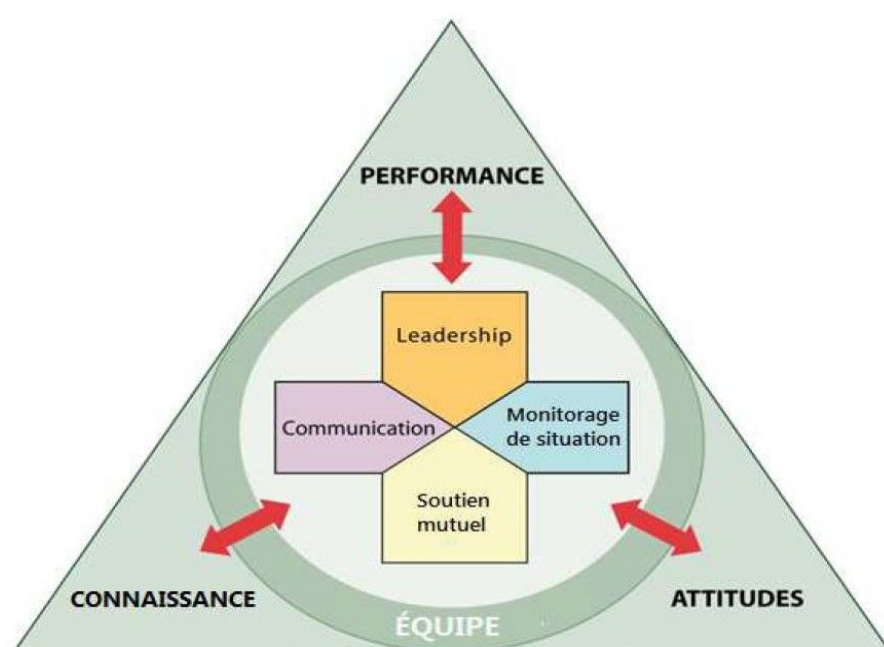 PERFORMANCE
Leadership
Communication
Monitorage
de situation
Soutien
mutuel
CONNAISSANCE
ATTITUDES
ÉQUIPE